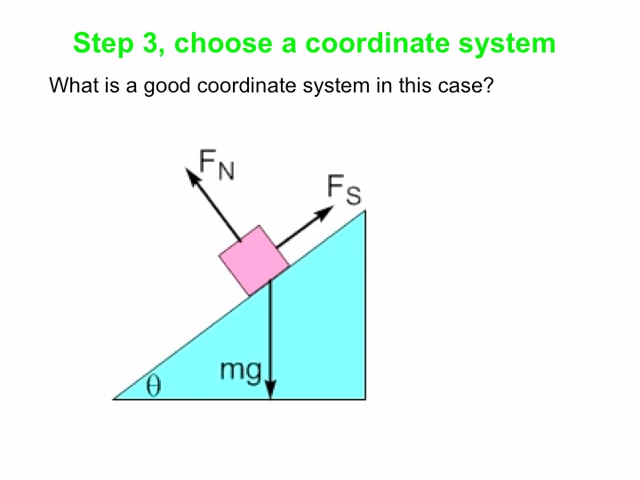 Step 3, choose a coordinate system
What is a good coordinate system in this case?
FN
FS
mg
θ